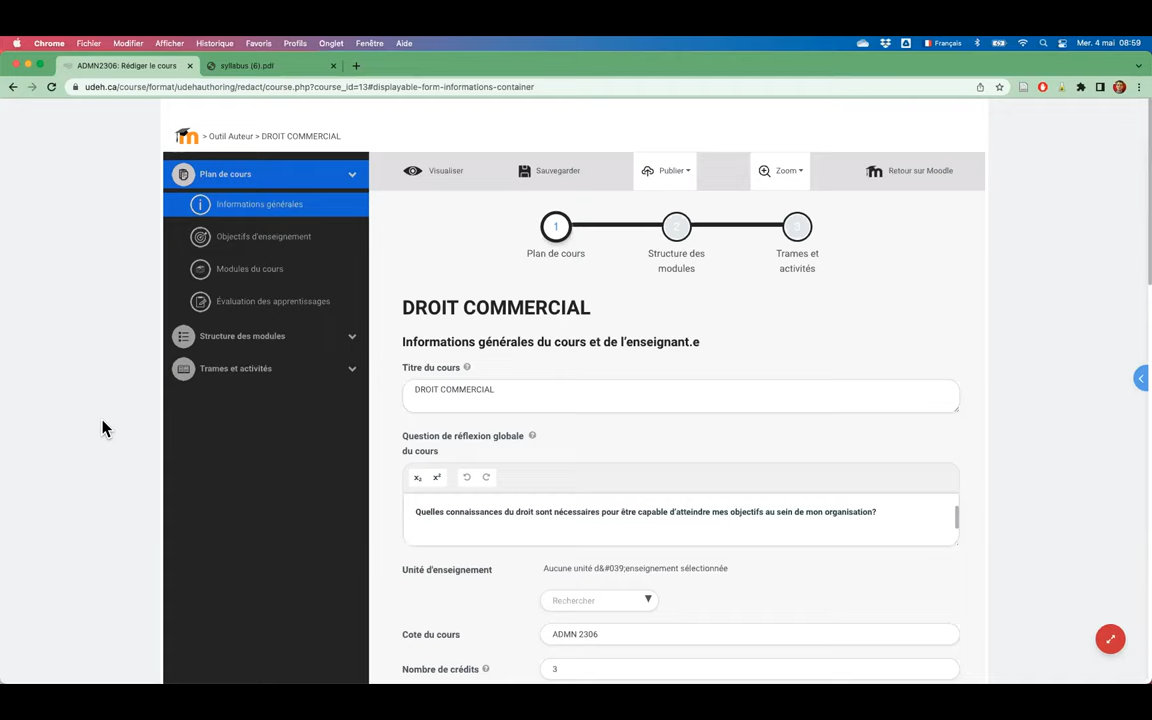 Chrome Fichier Modifier Afficher Historique Favoris Profils Onglet Fenêtre Aide Français Mer. 4 mai 08:59
ADMN2306: Rédiger le cours × syllabus (6).pdf × +
udeh.ca/course/format/udehauthoring/redact/course.php?course_id=13#displayable-form-informations-container
> Outil Auteur > DROIT COMMERCIAL
Plan de cours
Informations générales
Objectifs d'enseignement
Modules du cours
Évaluation des apprentissages
Structure des modules
Trames et activités
Visualiser Sauvegarder Publier Zoom Retour sur Moodle
1 2 3
Plan de cours Structure des modules Trames et activités
DROIT COMMERCIAL
Informations générales du cours et de l'enseignant.e
Titre du cours
DROIT COMMERCIAL
Question de réflexion globale
du cours
x₂ x²
Quelles connaissances du droit sont nécessaires pour être capable d'atteindre mes objectifs au sein de mon organisation?
Unité d'enseignement Aucune unité d&#039;enseignement sélectionnée
Rechercher ▼
Cote du cours ADMN 2306
Nombre de crédits 3